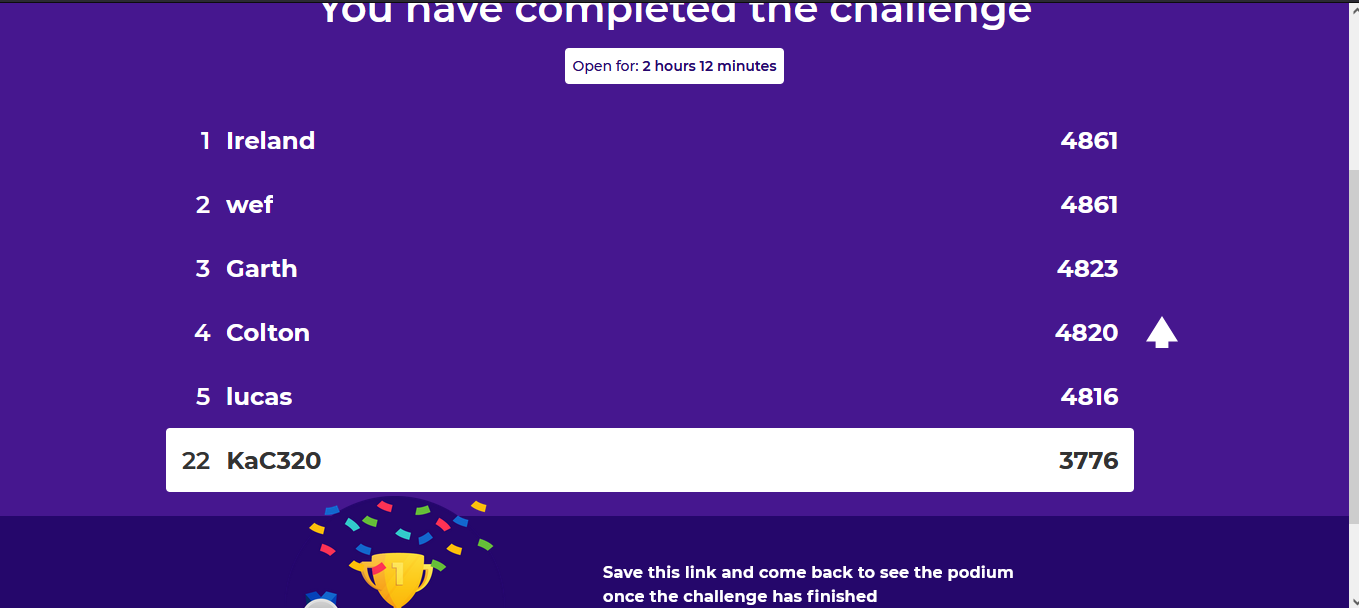 You have completed the challenge
Open for: 2 hours 12 minutes
1 Ireland 4861
2 wef 4861
3 Garth 4823
4 Colton 4820
5 lucas 4816
22 KaC320 3776
1
Save this link and come back to see the podium
once the challenge has finished